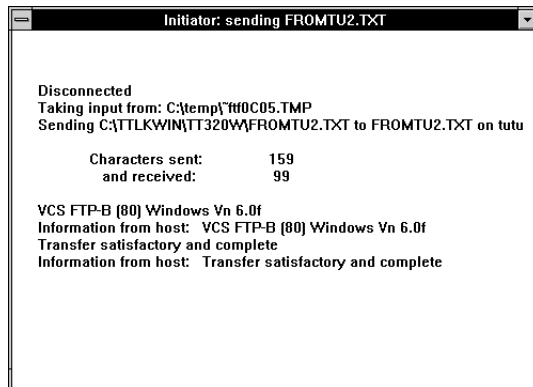 Initiator: sending FROMTU2.TXT
Disconnected
Taking input from: C:\temp\~ftf0C05.TMP
Sending C:\TTLKWIN\TT320W\FROMTU2.TXT to FROMTU2.TXT on tutu
Characters sent: 159
and received: 99
VCS FTP-B (80) Windows Vn 6.0f
Information from host: VCS FTP-B (80) Windows Vn 6.0f
Transfer satisfactory and complete
Information from host: Transfer satisfactory and complete